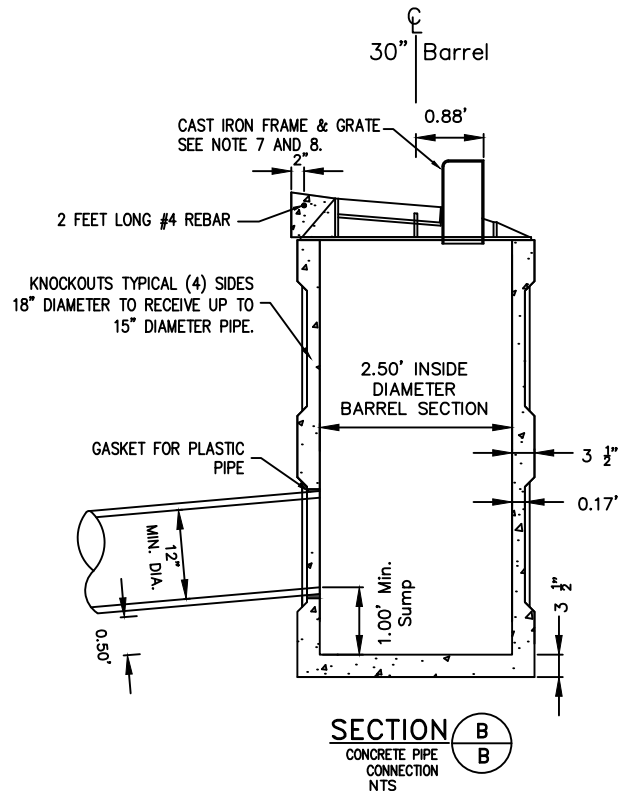 ℄
30" Barrel
0.88'
CAST IRON FRAME & GRATE
SEE NOTE 7 AND 8.
2"
2 FEET LONG #4 REBAR
KNOCKOUTS TYPICAL (4) SIDES
18" DIAMETER TO RECEIVE UP TO
15" DIAMETER PIPE.
2.50' INSIDE
DIAMETER
BARREL SECTION
GASKET FOR PLASTIC
PIPE
3 ½"
0.17'
12"
MIN. DIA.
1.00' Min.
Sump
3 ½"
0.50'
SECTION
B
B
CONCRETE PIPE
CONNECTION
NTS